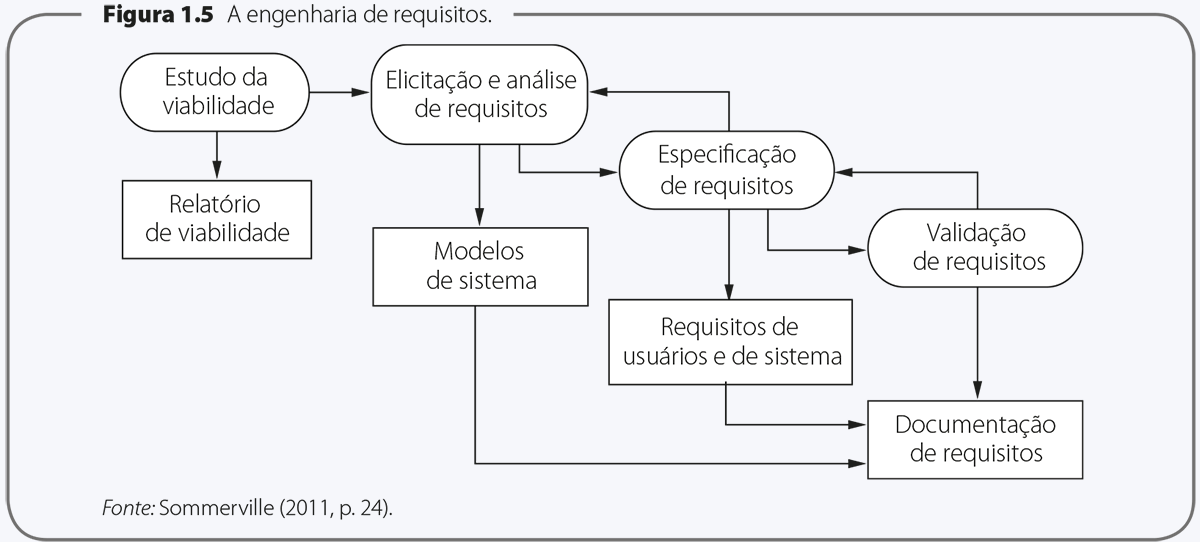 Figura 1.5 A engenharia de requisitos.
Estudo da
viabilidade
Elicitação e análise
de requisitos
Especificação
de requisitos
Relatório
de viabilidade
Modelos
de sistema
Validação
de requisitos
Requisitos de
usuários e de sistema
Documentação
de requisitos
Fonte: Sommerville (2011, p. 24).